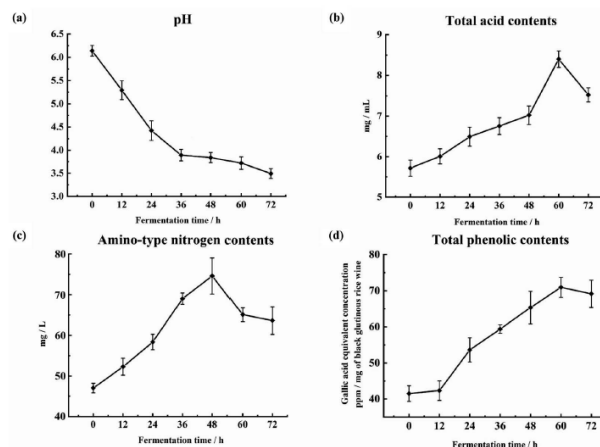 (a)
pH
6.5
6.0
5.5
5.0
4.5
4.0
3.5
3.0
0 12 24 36 48 60 72
Fermentation time / h
(b)
Total acid contents
mg / mL
9
8
7
6
5
0 12 24 36 48 60 72
Fermentation time / h
(c)
Amino-type nitrogen contents
mg / L
80
70
60
50
40
0 12 24 36 48 60 72
Fermentation time / h
(d)
Total phenolic contents
Gallic acid equivalent concentration
ppm / mg of black glutinous rice wine
80
70
60
50
40
0 12 24 36 48 60 72
Fermentation time / h